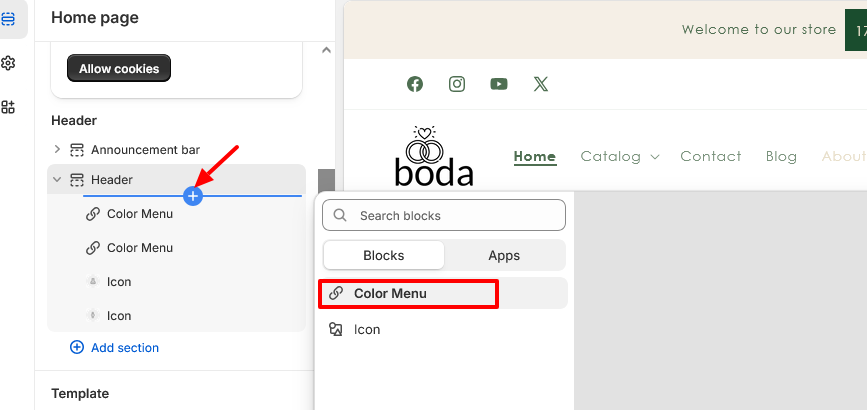 Home page
Allow cookies
Header
Announcement bar
Header
Color Menu
Color Menu
Icon
Icon
Add section
Template
Welcome to our store
17
boda
Home Catalog Contact Blog About
Search blocks
Blocks Apps
Color Menu
Icon